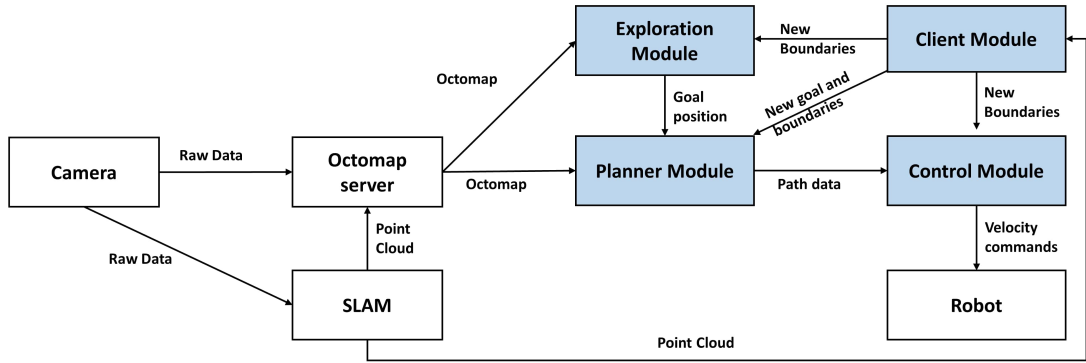 Exploration
Module
New
Boundaries
Client Module
Octomap
Goal
position
New goal and
boundaries
New
Boundaries
Camera
Raw Data
Octomap
server
Octomap
Planner Module
Path data
Control Module
Raw Data
Point
Cloud
Velocity
commands
SLAM
Robot
Point Cloud